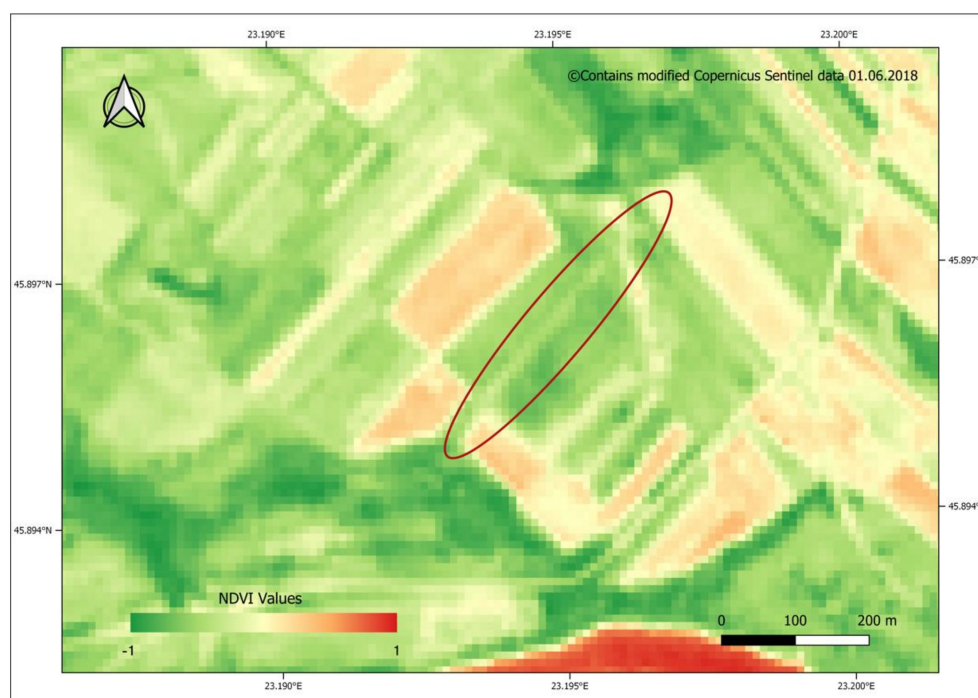 23.190°E 23.195°E 23.200°E
©Contains modified Copernicus Sentinel data 01.06.2018
45.897°N 45.897°N
45.894°N 45.894°N
NDVI Values
-1 1
0 100 200 m
23.190°E 23.195°E 23.200°E